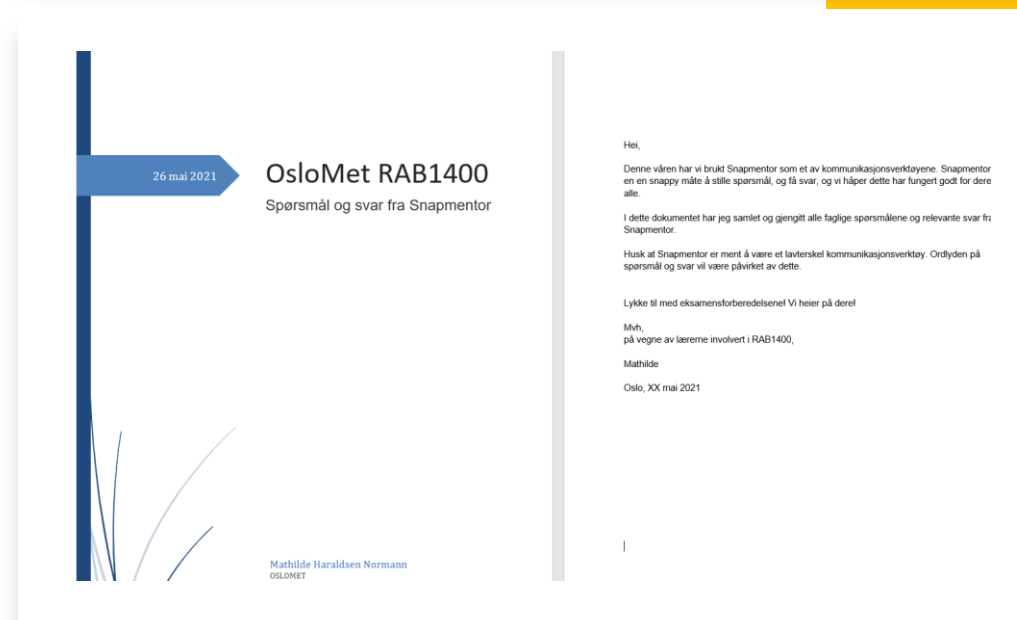 26 mai 2021
OsloMet RAB1400
Spørsmål og svar fra Snapmentor
Mathilde Haraldsen Normann
OSLOMET
Hei,
Denne våren har vi brukt Snapmentor som et av kommunikasjonsverktøyene. Snapmentor
en en snappy måte å stille spørsmål, og få svar, og vi håper dette har fungert godt for dere
alle.
I dette dokumentet har jeg samlet og gjengitt alle faglige spørsmålene og relevante svar fra
Snapmentor.
Husk at Snapmentor er ment å være et lavterskel kommunikasjonsverktøy. Ordlyden på
spørsmål og svar vil være påvirket av dette.
Lykke til med eksamensforberedelsene! Vi heier på dere!
Mvh,
på vegne av lærerne involvert i RAB1400,
Mathilde
Oslo, XX mai 2021